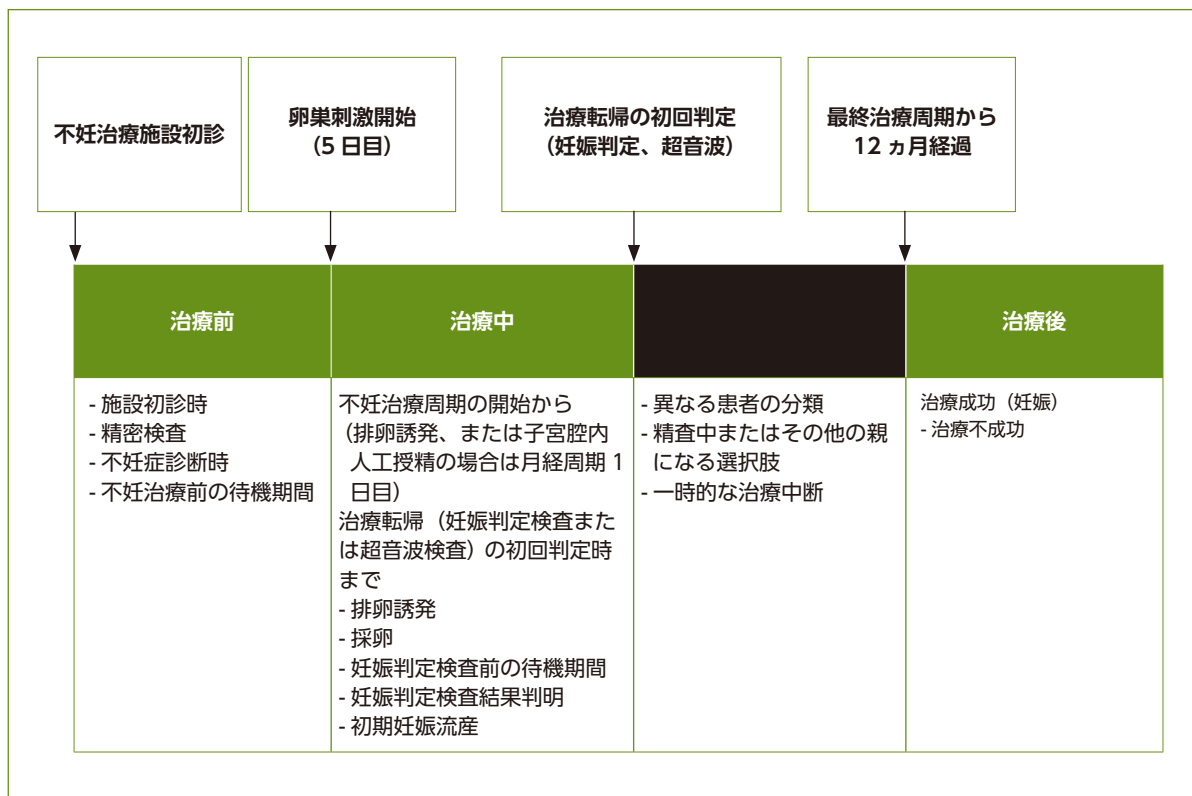 不妊治療施設初診
卵巣刺激開始
（5 日目）
治療転帰の初回判定
（妊娠判定、超音波）
最終治療周期から
12 ヵ月経過
治療前
治療中
治療後
- 施設初診時
- 精密検査
- 不妊症診断時
- 不妊治療前の待機期間
不妊治療周期の開始から
（排卵誘発、または子宮腔内
人工授精の場合は月経周期 1
日目）
治療転帰（妊娠判定検査また
は超音波検査）の初回判定時
まで
- 排卵誘発
- 採卵
- 妊娠判定検査前の待機期間
- 妊娠判定検査結果判明
- 初期妊娠流産
- 異なる患者の分類
- 精査中またはその他の親
になる選択肢
- 一時的な治療中断
治療成功（妊娠）
- 治療不成功